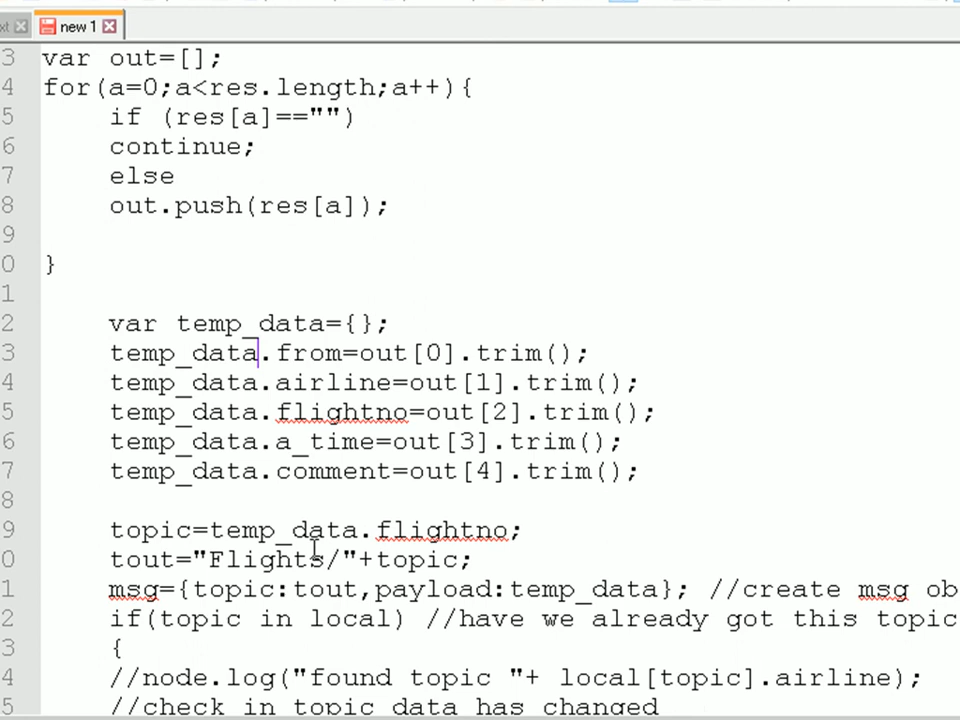 xt new 1
3 var out=[];
4 for(a=0;a<res.length;a++){
5 if (res[a]=="")
6 continue;
7 else
8 out.push(res[a]);
9
0 }
1
2 var temp_data={};
3 temp_data.from=out[0].trim();
4 temp_data.airline=out[1].trim();
5 temp_data.flightno=out[2].trim();
6 temp_data.a_time=out[3].trim();
7 temp_data.comment=out[4].trim();
8
9 topic=temp_data.flightno;
0 tout="Flights/"+topic;
1 msg={topic:tout,payload:temp_data}; //create msg ob
2 if(topic in local) //have we already got this topic
3 {
4 //node.log("found topic "+ local[topic].airline);
5 //check in topic data has changed